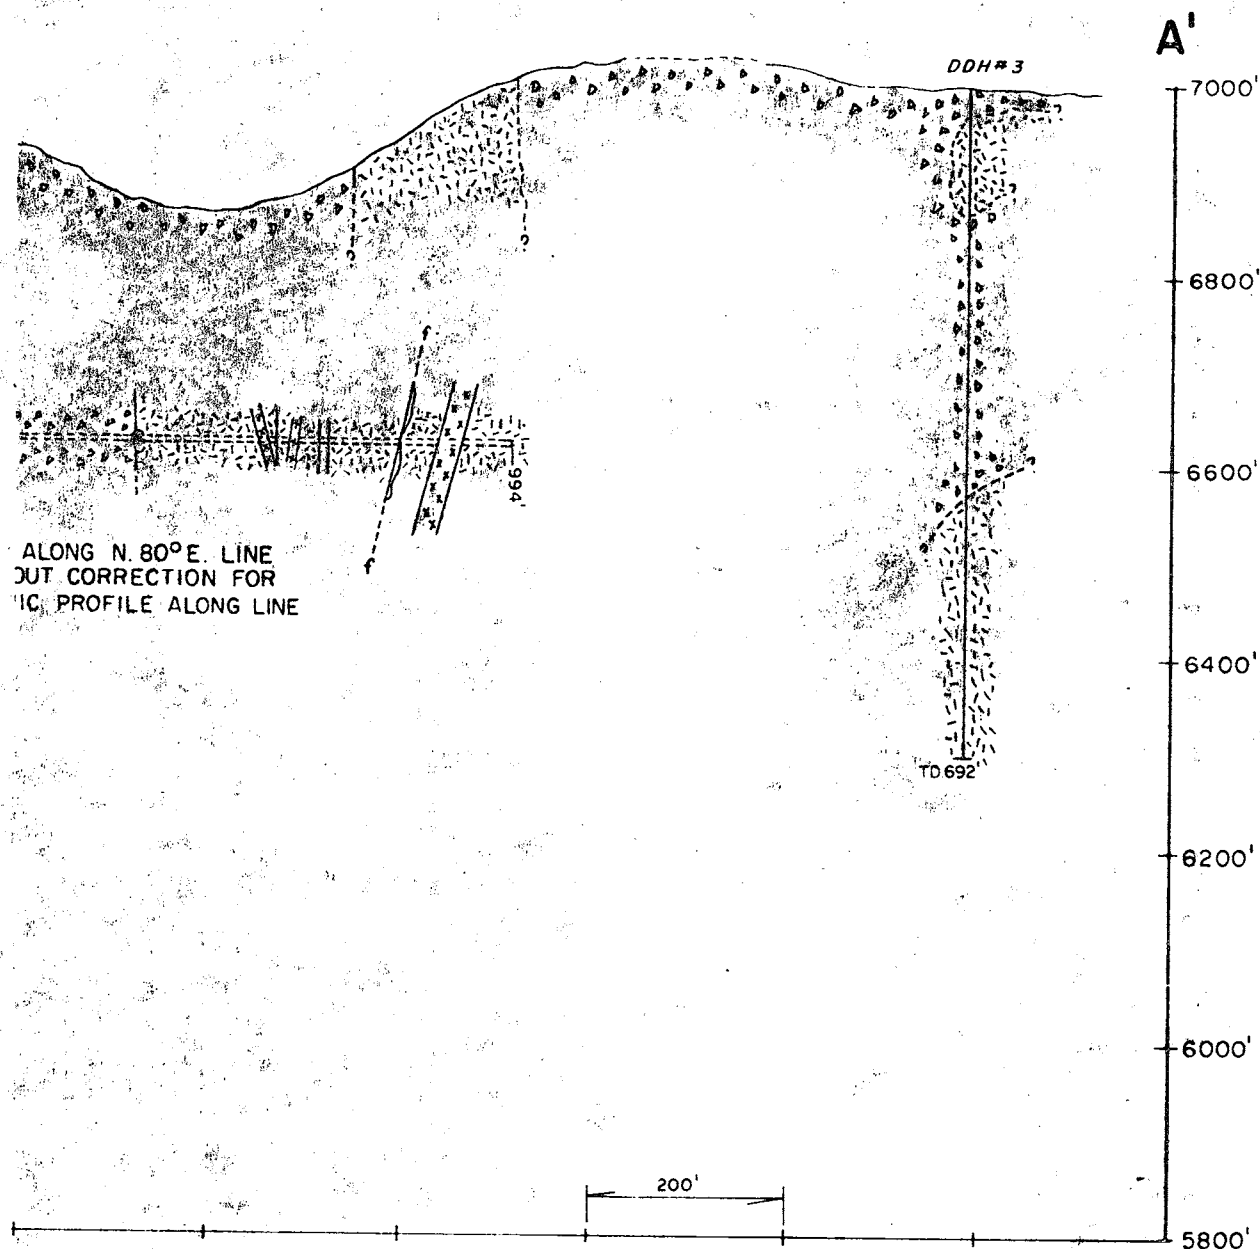 A'
DDH#3
7000'
?
?
?
?
6800'
f
?
6600'
994'
ALONG N. 80° E. LINE
OUT CORRECTION FOR
IC PROFILE ALONG LINE
f
6400'
TD.692'
6200'
6000'
200'
5800'